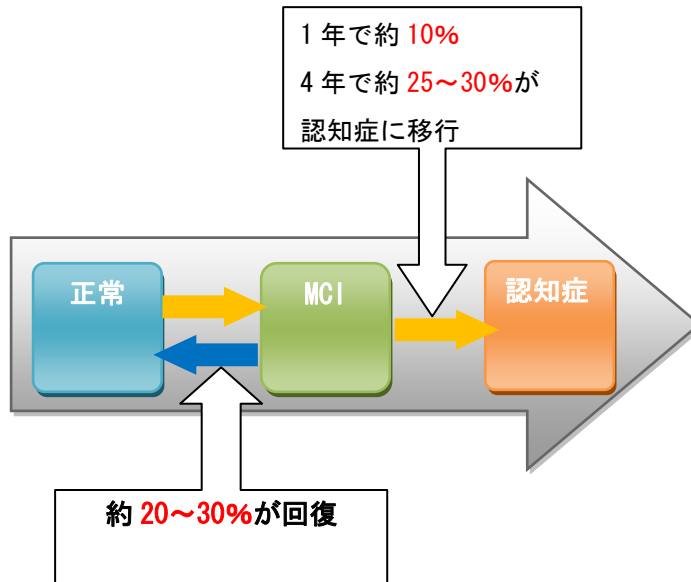 1 年で約 10%
4 年で約 25～30%が
認知症に移行
正常
MCI
認知症
約 20～30%が回復